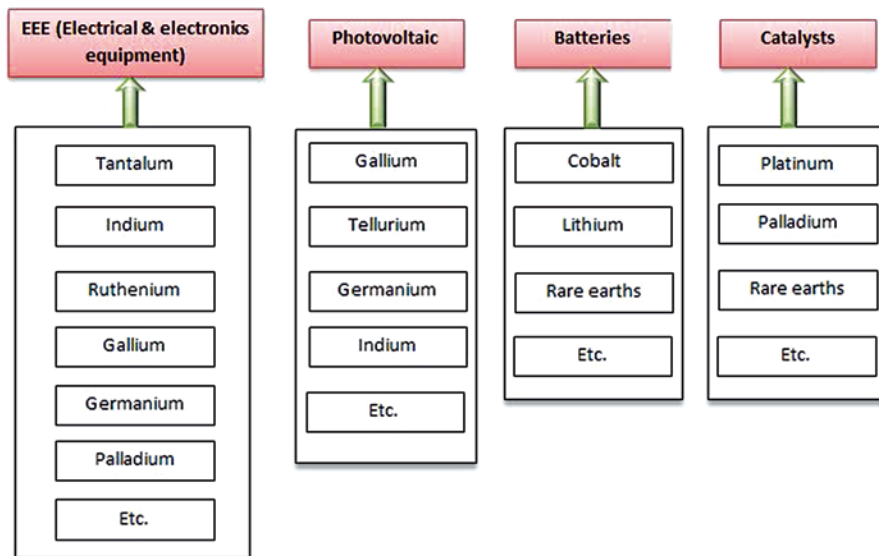 EEE (Electrical & electronics
equipment)
Tantalum
Indium
Ruthenium
Gallium
Germanium
Palladium
Etc.
Photovoltaic
Gallium
Tellurium
Germanium
Indium
Etc.
Batteries
Cobalt
Lithium
Rare earths
Etc.
Catalysts
Platinum
Palladium
Rare earths
Etc.